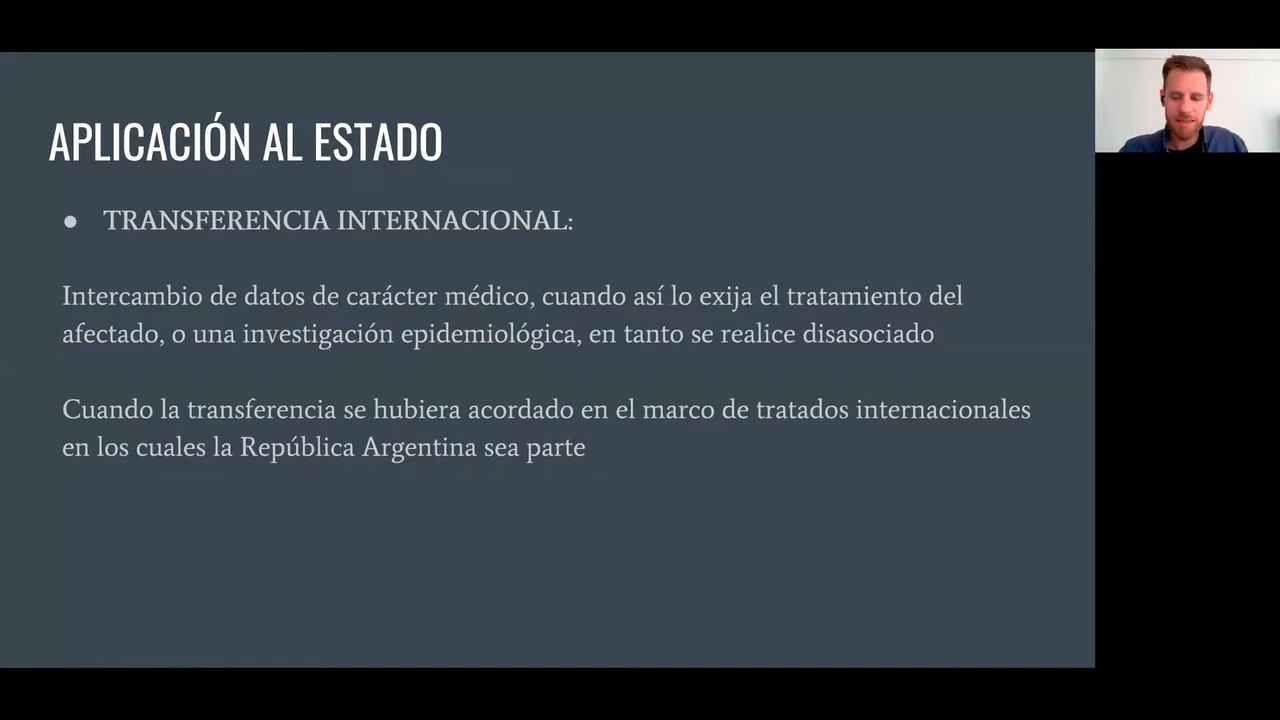 APLICACIÓN AL ESTADO
● TRANSFERENCIA INTERNACIONAL:
Intercambio de datos de carácter médico, cuando así lo exija el tratamiento del
afectado, o una investigación epidemiológica, en tanto se realice disasociado
Cuando la transferencia se hubiera acordado en el marco de tratados internacionales
en los cuales la República Argentina sea parte